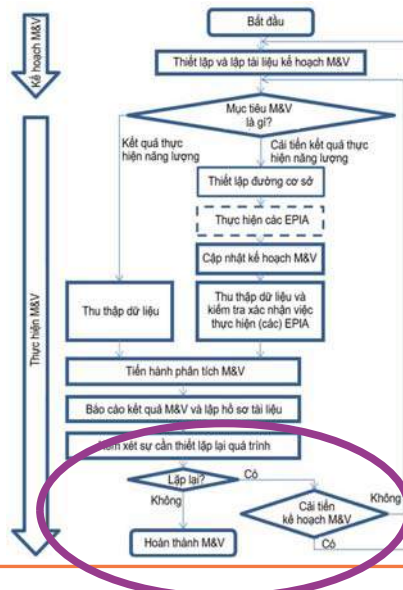 Kế hoạch M&V
Thực hiện M&V
Bắt đầu
Thiết lập và lập tài liệu kế hoạch M&V
Mục tiêu M&V
là gì?
Kết quả thực
hiện năng lượng
Cải tiến kết quả thực
hiện năng lượng
Thiết lập đường cơ sở
Thực hiện các EPIA
Cập nhật kế hoạch M&V
Thu thập dữ liệu
Thu thập dữ liệu và
kiểm tra xác nhận việc
thực hiện (các) EPIA
Tiến hành phân tích M&V
Báo cáo kết quả M&V và lập hồ sơ tài liệu
xét sự cần thiết lập lại quá trình
Lặp lại?
Có
Không
Cải tiến
kế hoạch M&V
Không
Hoàn thành M&V
Có